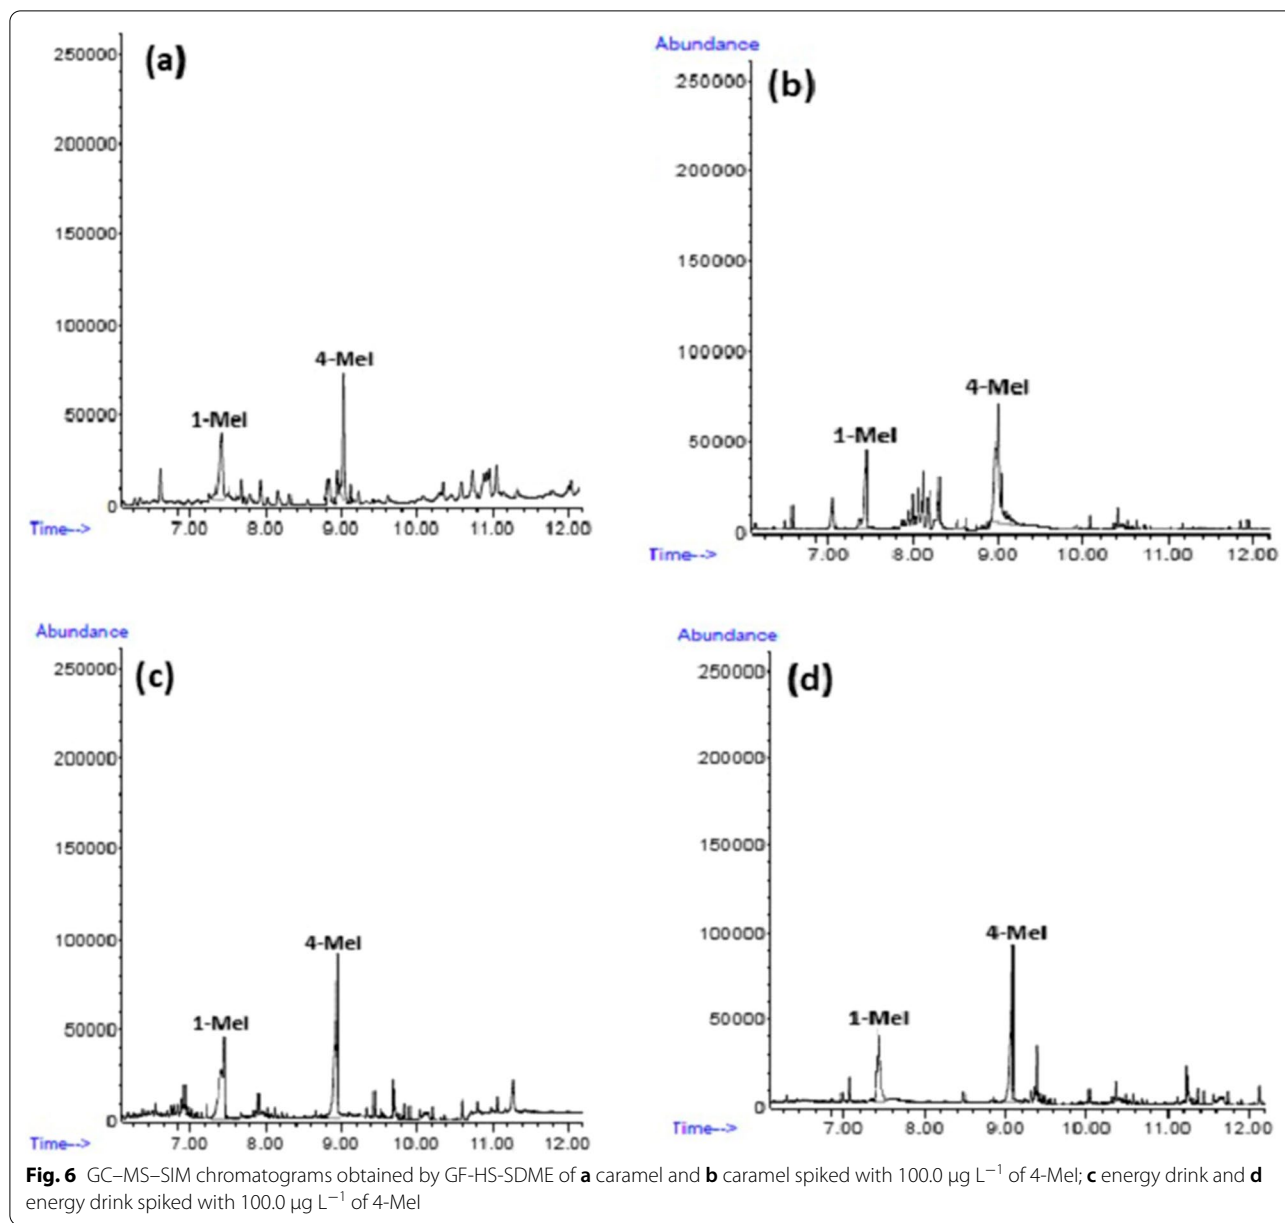 (a)
250000
200000
150000
100000
50000
0
4-MeI
1-MeI
7.00 8.00 9.00 10.00 11.00 12.00
Time-->
Abundance
(b)
250000
200000
150000
100000
50000
0
4-MeI
1-MeI
7.00 8.00 9.00 10.00 11.00 12.00
Time-->
Abundance
(c)
250000
200000
150000
100000
50000
0
4-MeI
1-MeI
7.00 8.00 9.00 10.00 11.00 12.00
Time-->
Abundance
(d)
250000
200000
150000
100000
50000
0
4-MeI
1-MeI
7.00 8.00 9.00 10.00 11.00 12.00
Time-->
Fig. 6 GC–MS–SIM chromatograms obtained by GF-HS-SDME of a caramel and b caramel spiked with 100.0 µg L⁻¹ of 4-MeI; c energy drink and d
energy drink spiked with 100.0 µg L⁻¹ of 4-MeI